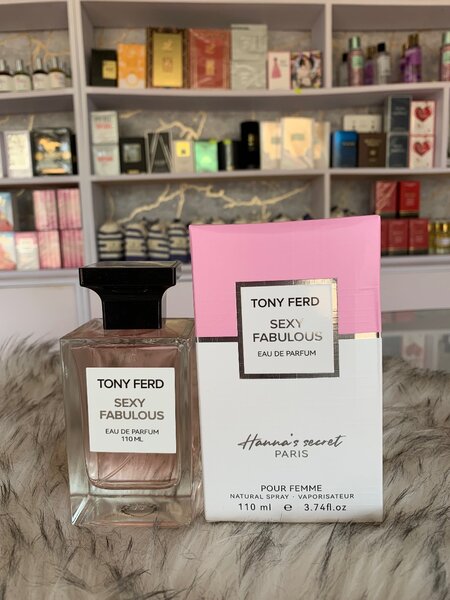 TONY FERD
SEXY
FABULOUS
EAU DE PARFUM
110 ML
TONY FERD
SEXY
FABULOUS
EAU DE PARFUM
Hanna's secret
PARIS
POUR FEMME
NATURAL SPRAY · VAPORISATEUR
110 ml e 3.74fl.oz